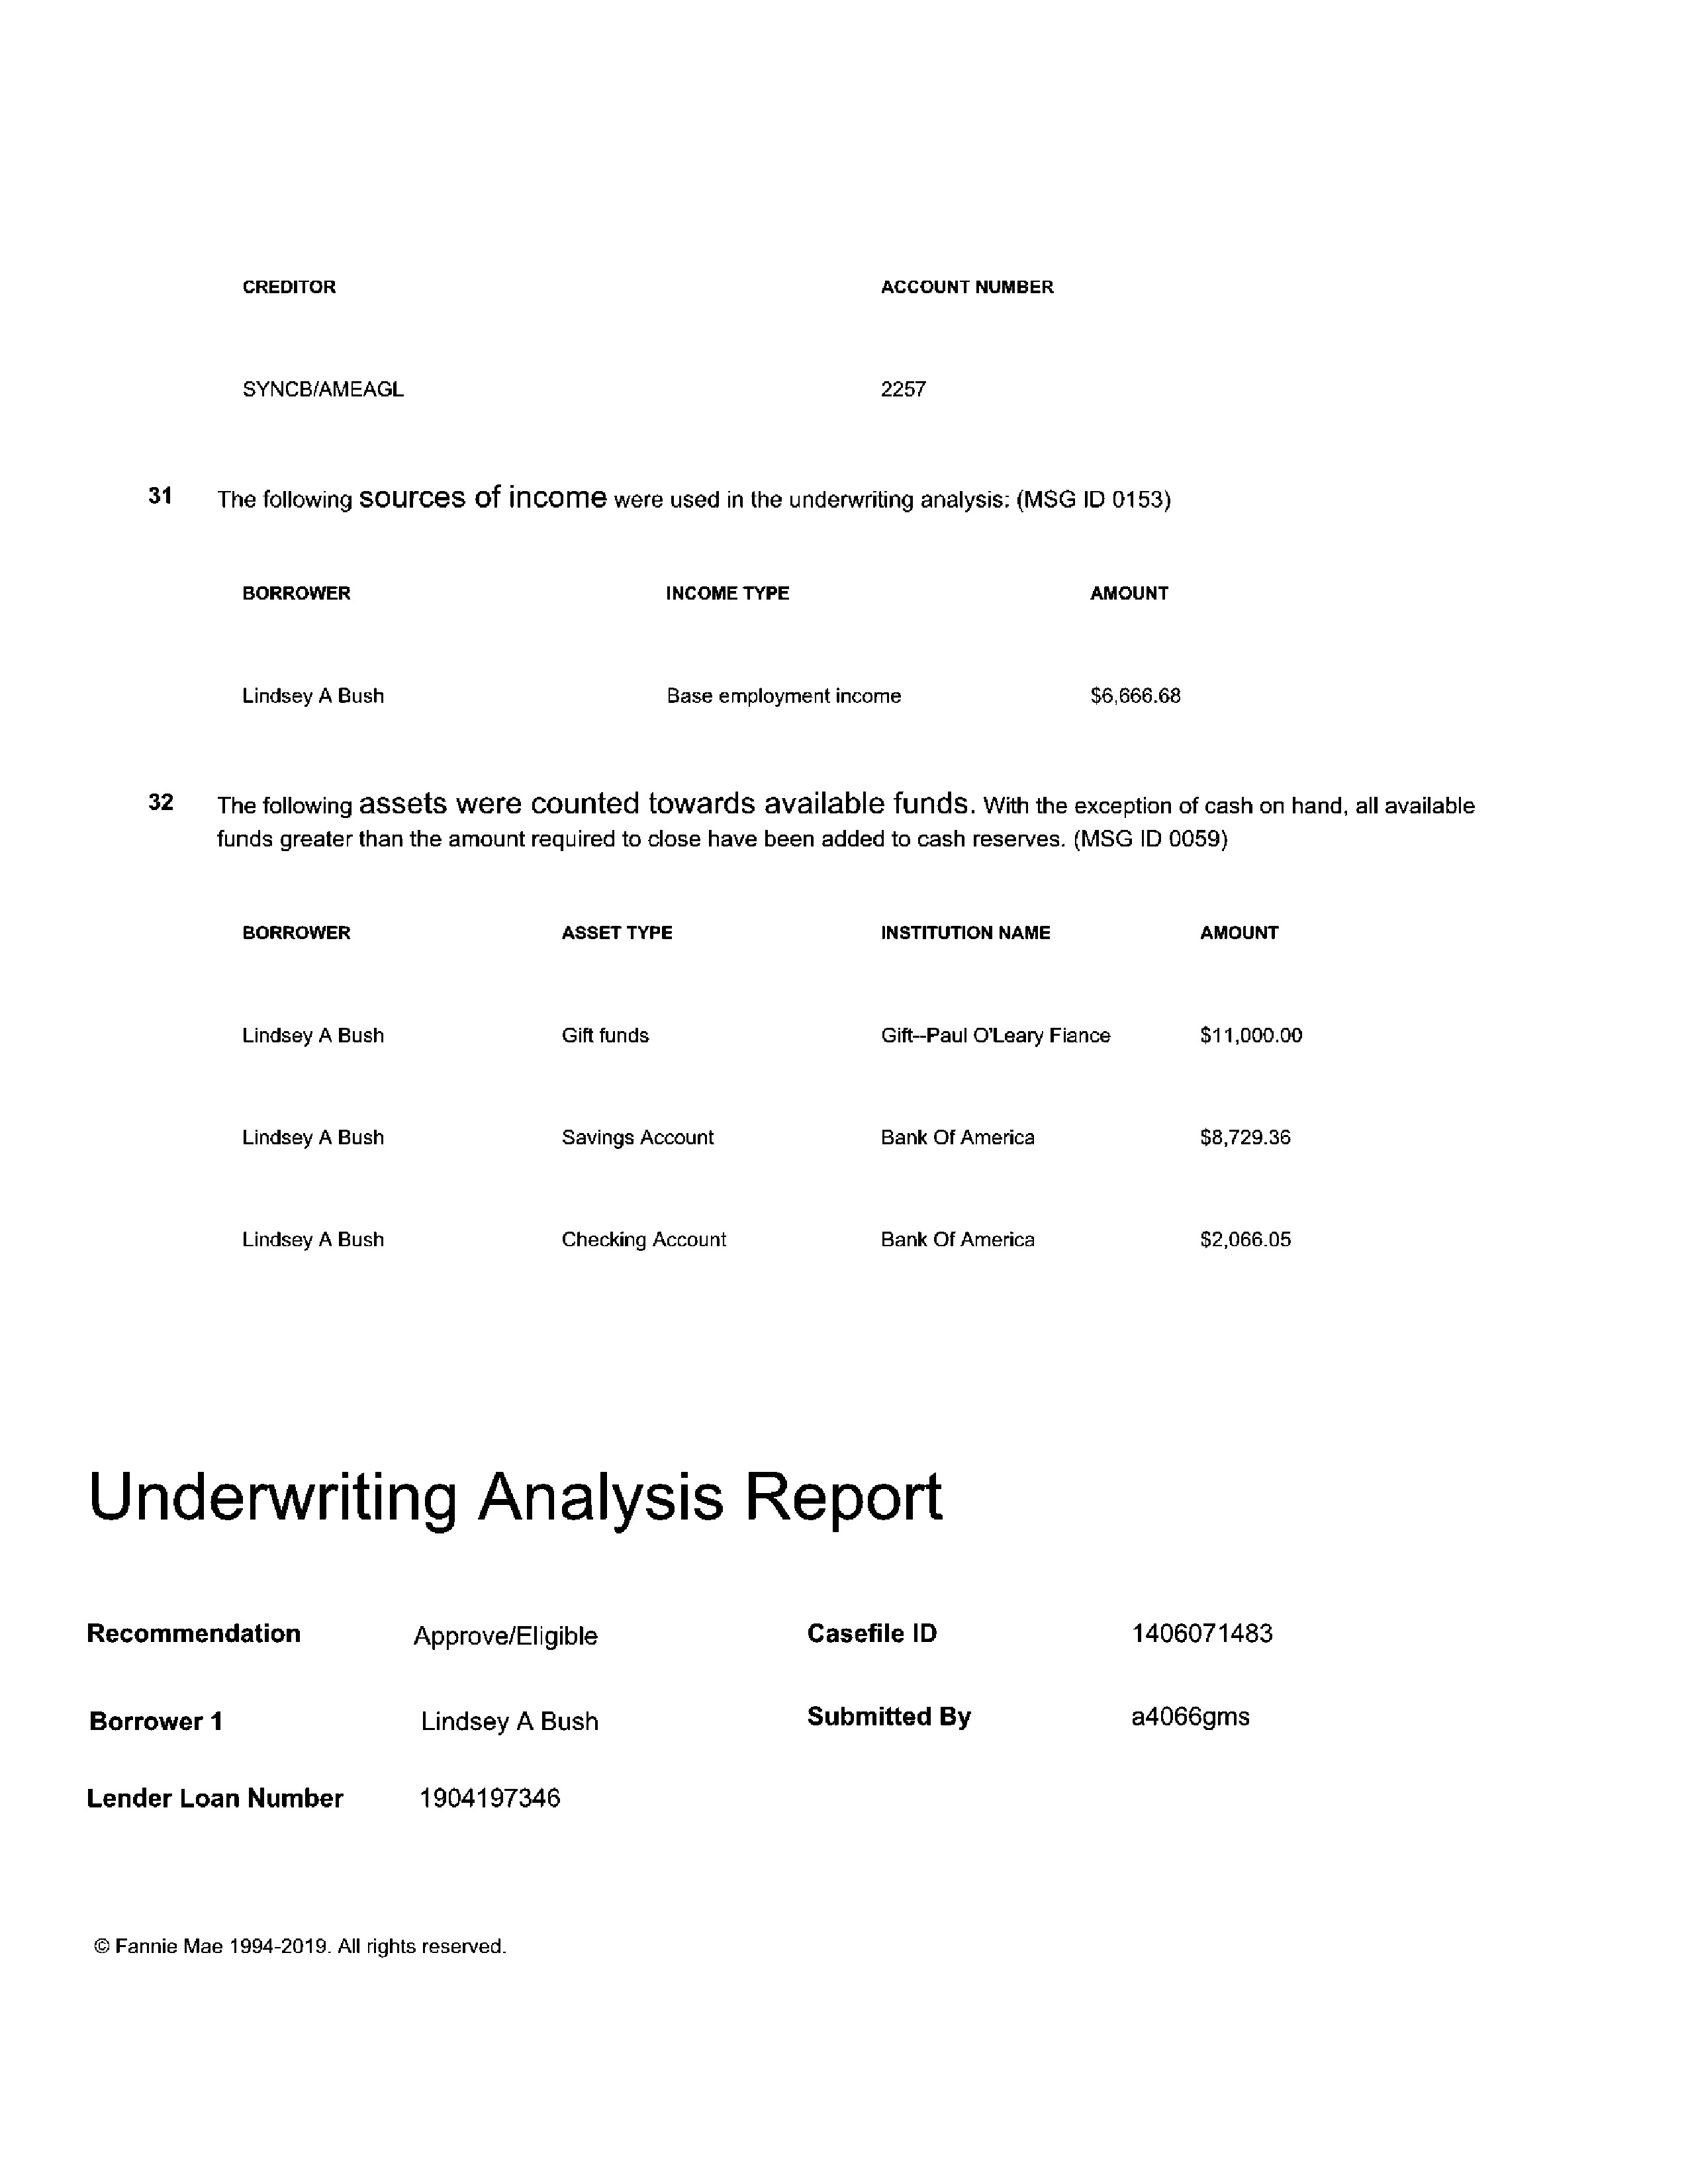 CREDITOR ACCOUNT NUMBER
SYNCB/AMEAGL 2257
31 The following sources of income were used in the underwriting analysis: (MSG ID 0153)
BORROWER INCOME TYPE AMOUNT
Lindsey A Bush Base employment income $6,666.68
32 The following assets were counted towards available funds. With the exception of cash on hand, all available
funds greater than the amount required to close have been added to cash reserves. (MSG ID 0059)
BORROWER ASSET TYPE INSTITUTION NAME AMOUNT
Lindsey A Bush Gift funds Gift--Paul O'Leary Fiance $11,000.00
Lindsey A Bush Savings Account Bank Of America $8,729.36
Lindsey A Bush Checking Account Bank Of America $2,066.05
Underwriting Analysis Report
Recommendation Approve/Eligible Casefile ID 1406071483
Borrower 1 Lindsey A Bush Submitted By a4066gms
Lender Loan Number 1904197346
© Fannie Mae 1994-2019. All rights reserved.